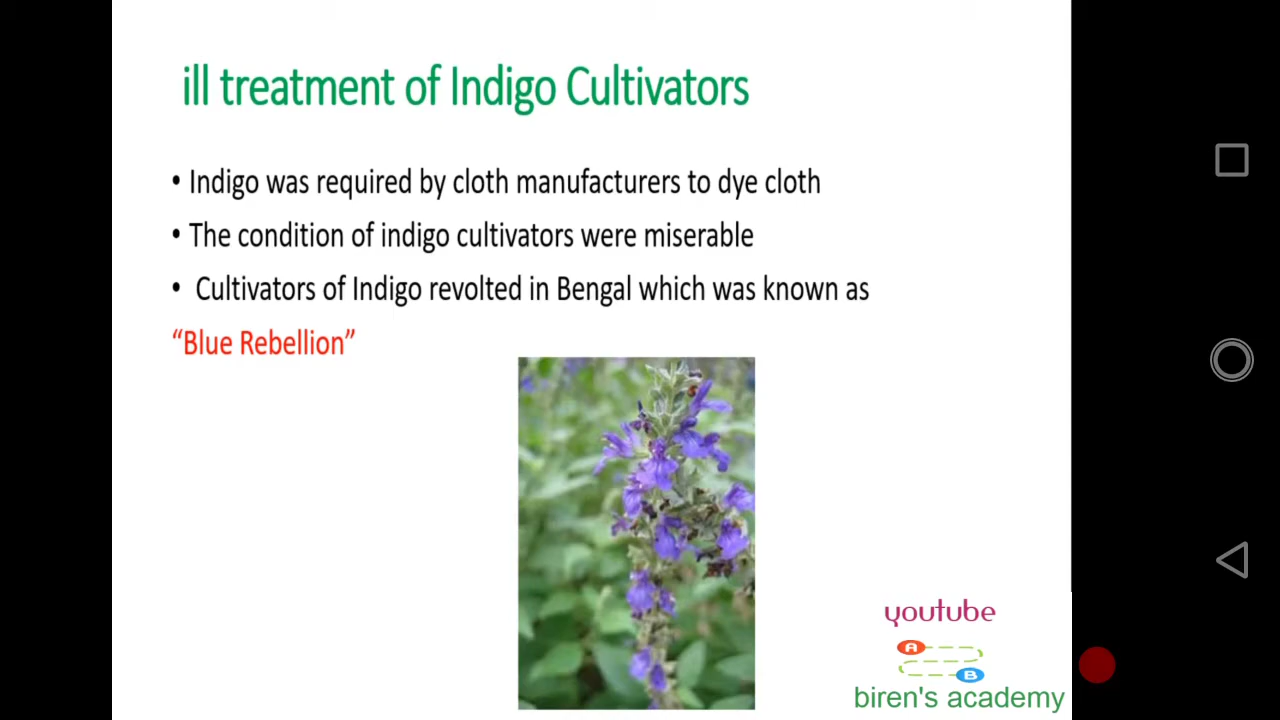 ill treatment of Indigo Cultivators
• Indigo was required by cloth manufacturers to dye cloth
• The condition of indigo cultivators were miserable
• Cultivators of Indigo revolted in Bengal which was known as
“Blue Rebellion”
youtube
A
B
biren's academy